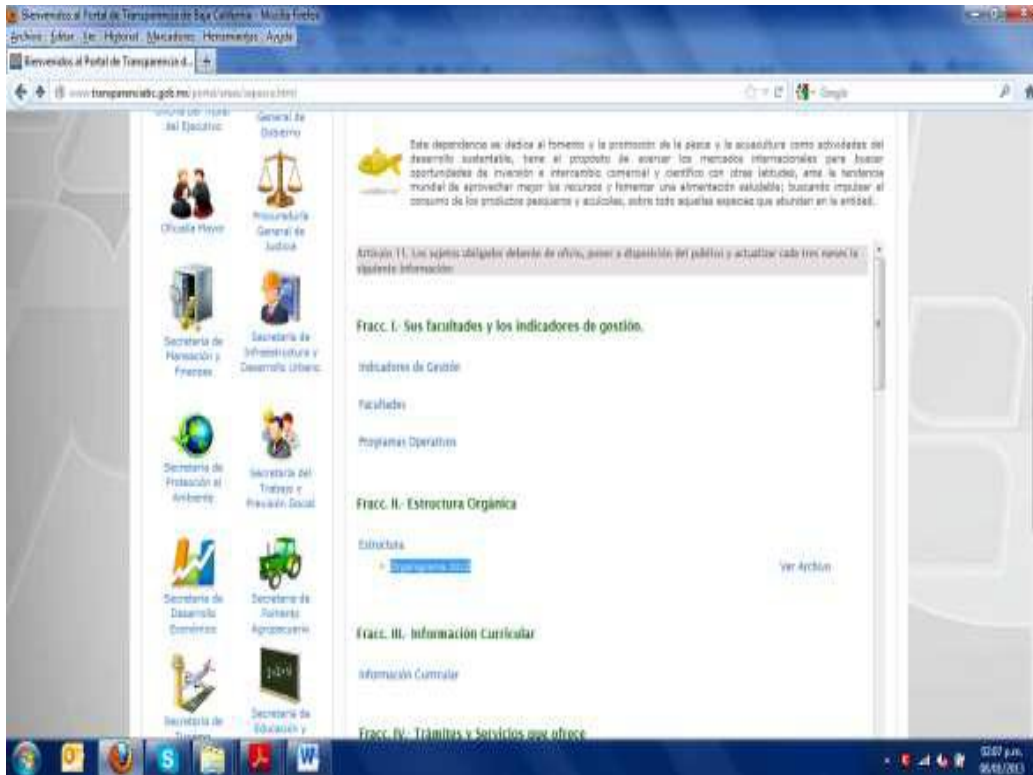 Bienvenidos al Portal de Transparencia de Baja California - Mozilla Firefox
Archivo Editar Ver Historial Marcadores Herramientas Ayuda
Bienvenidos al Portal de Transparencia d... +
www.transparenciabc.gob.mx/portal/
Google
del Ejecutivo
General de
Gobierno
Oficialía Mayor
Procuraduría
General de
Justicia
Secretaría de
Planeación y
Finanzas
Secretaría de
Infraestructura y
Desarrollo Urbano
Secretaría de
Protección al
Ambiente
Secretaría del
Trabajo y
Previsión Social
Secretaría de
Desarrollo
Económico
Secretaría de
Fomento
Agropecuario
Secretaría de
Turismo
Secretaría de
Educación y
Esta dependencia se dedica al fomento y la promoción de la pesca y la acuacultura como actividades del
desarrollo sustentable, tiene el propósito de avanzar los mercados internacionales para buscar
oportunidades de inversión e intercambio comercial y científico con otras latitudes, ante la tendencia
mundial de aprovechar mejor los recursos y fomentar una alimentación saludable; buscando impulsar el
consumo de los productos pesqueros y acuícolas, sobre todo aquellas especies que abundan en la entidad.
Artículo 11. Los sujetos obligados deberán de oficio, poner a disposición del público y actualizar cada tres meses la
siguiente información:
Fracc. I.- Sus facultades y los indicadores de gestión.
Indicadores de Gestión
Facultades
Programas Operativos
Fracc. II.- Estructura Orgánica
Estructura
Ver Archivo
Fracc. III.- Información Curricular
Información Curricular
Fracc. IV.- Trámites y Servicios que ofrece
02:07 p.m.